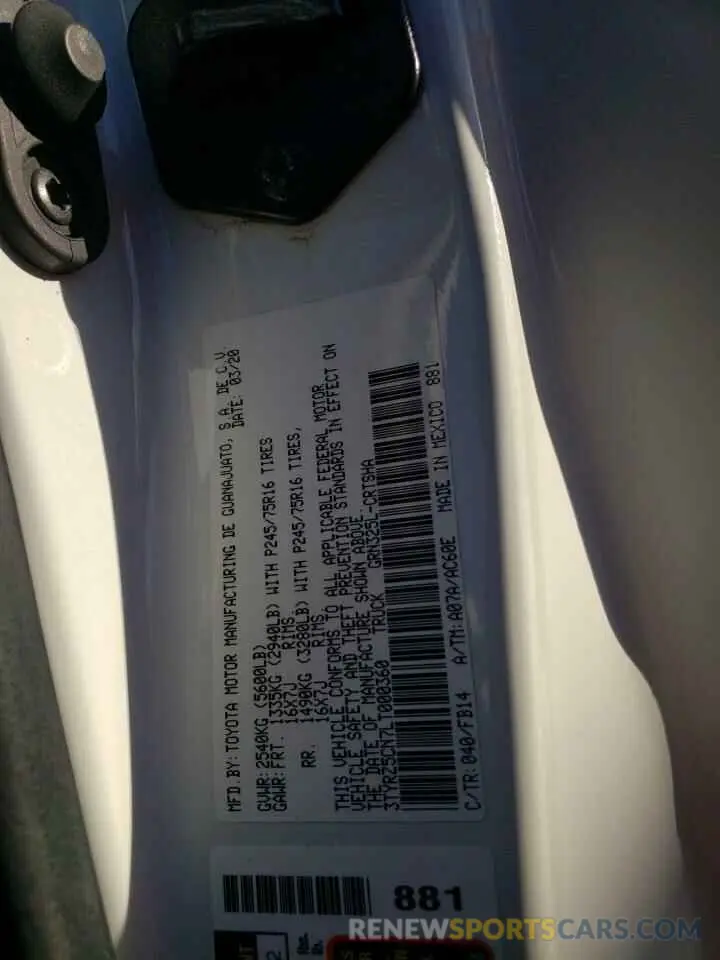 MFD.BY: TOYOTA MOTOR MANUFACTURING DE GUANAJUATO, S.A. DE C.V.
DATE: 03/20
GVWR: 2540KG (5600LB)
GAWR: FRT. 1335KG (2940LB) WITH P245/75R16 TIRES
16X7J RIMS,
RR. 1490KG (3280LB) WITH P245/75R16 TIRES,
16X7J RIMS,
THIS VEHICLE CONFORMS TO ALL APPLICABLE FEDERAL MOTOR
VEHICLE SAFETY AND THEFT PREVENTION STANDARDS IN EFFECT ON
THE DATE OF MANUFACTURE SHOWN ABOVE.
3TYRZ5CN7LT000360 TRUCK GRN325L-CRTSHA
C/TR: 040/FB14 A/TM: A07A/AC60E MADE IN MEXICO 881
881
RENEWSPORTSCARS.COM